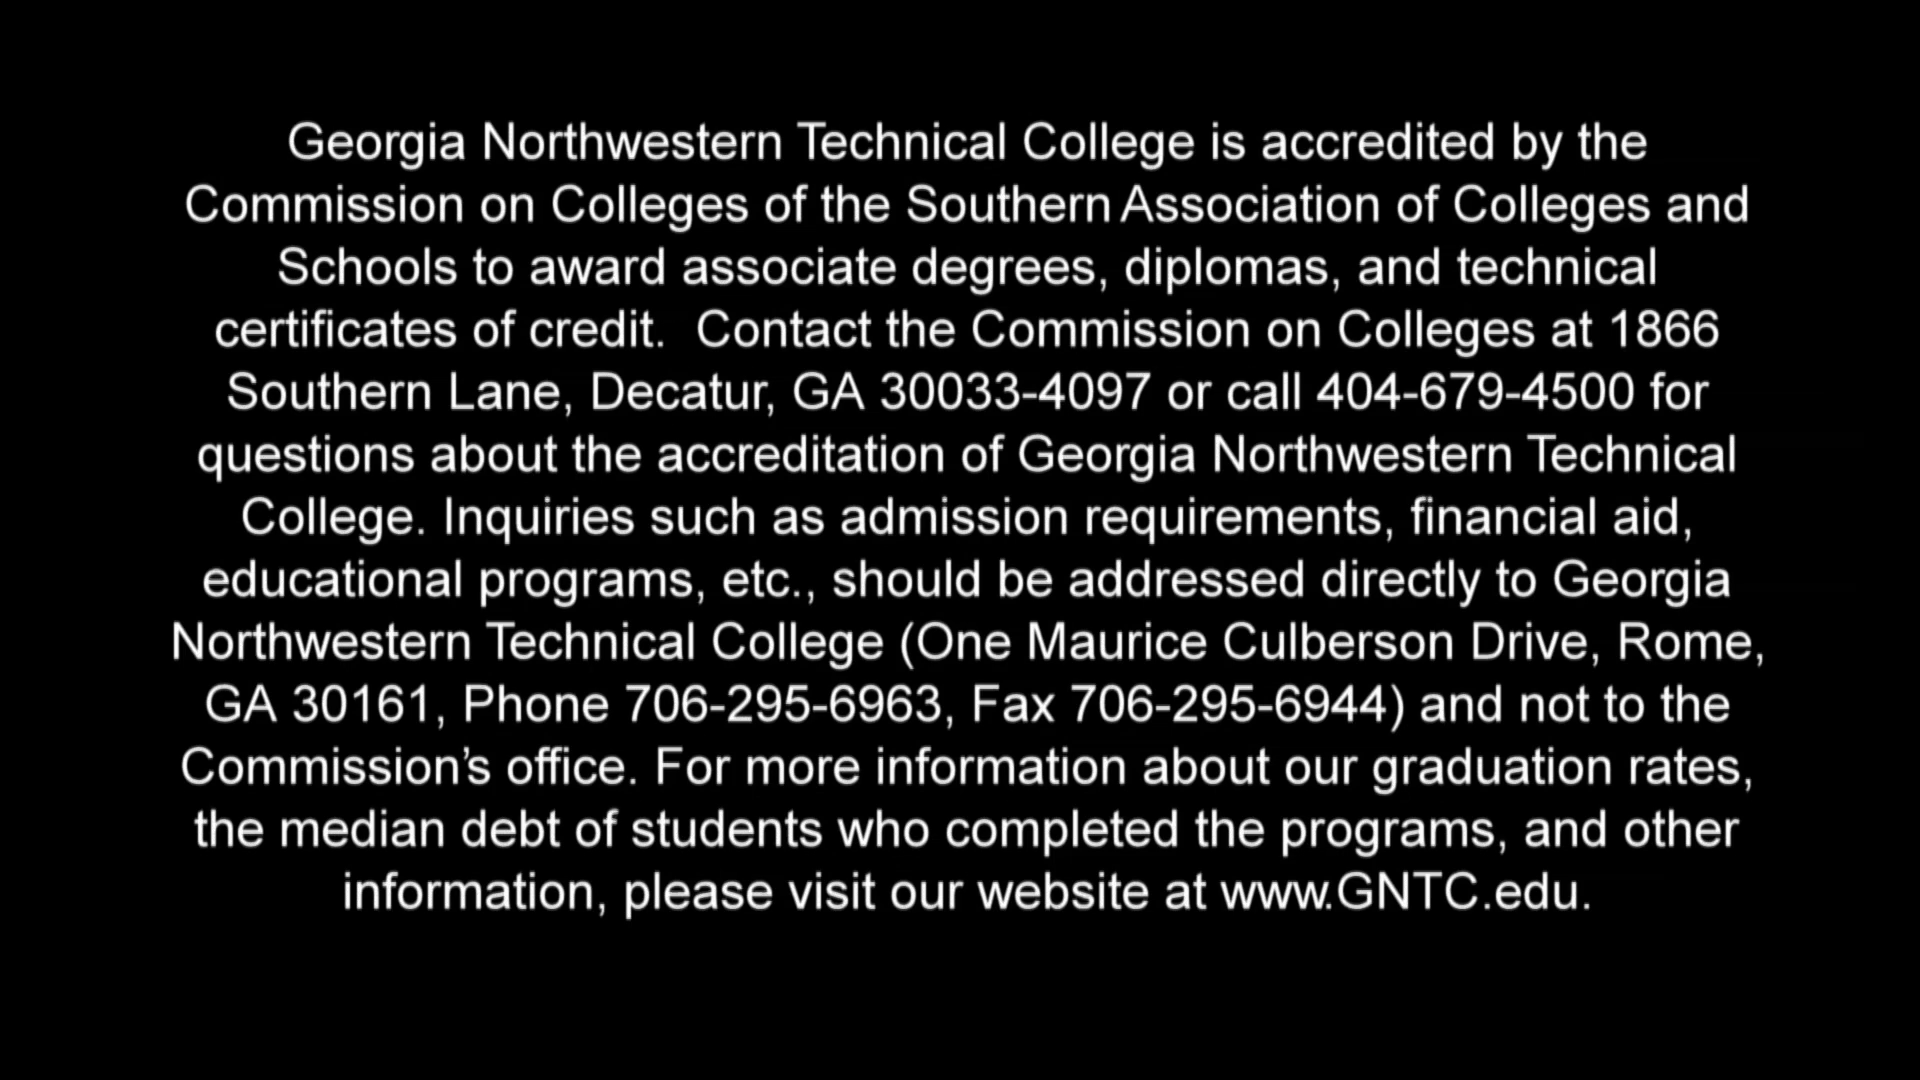 Georgia Northwestern Technical College is accredited by the
Commission on Colleges of the Southern Association of Colleges and
Schools to award associate degrees, diplomas, and technical
certificates of credit.  Contact the Commission on Colleges at 1866
Southern Lane, Decatur, GA 30033-4097 or call 404-679-4500 for
questions about the accreditation of Georgia Northwestern Technical
College. Inquiries such as admission requirements, financial aid,
educational programs, etc., should be addressed directly to Georgia
Northwestern Technical College (One Maurice Culberson Drive, Rome,
GA 30161, Phone 706-295-6963, Fax 706-295-6944) and not to the
Commission’s office. For more information about our graduation rates,
the median debt of students who completed the programs, and other
information, please visit our website at www.GNTC.edu.